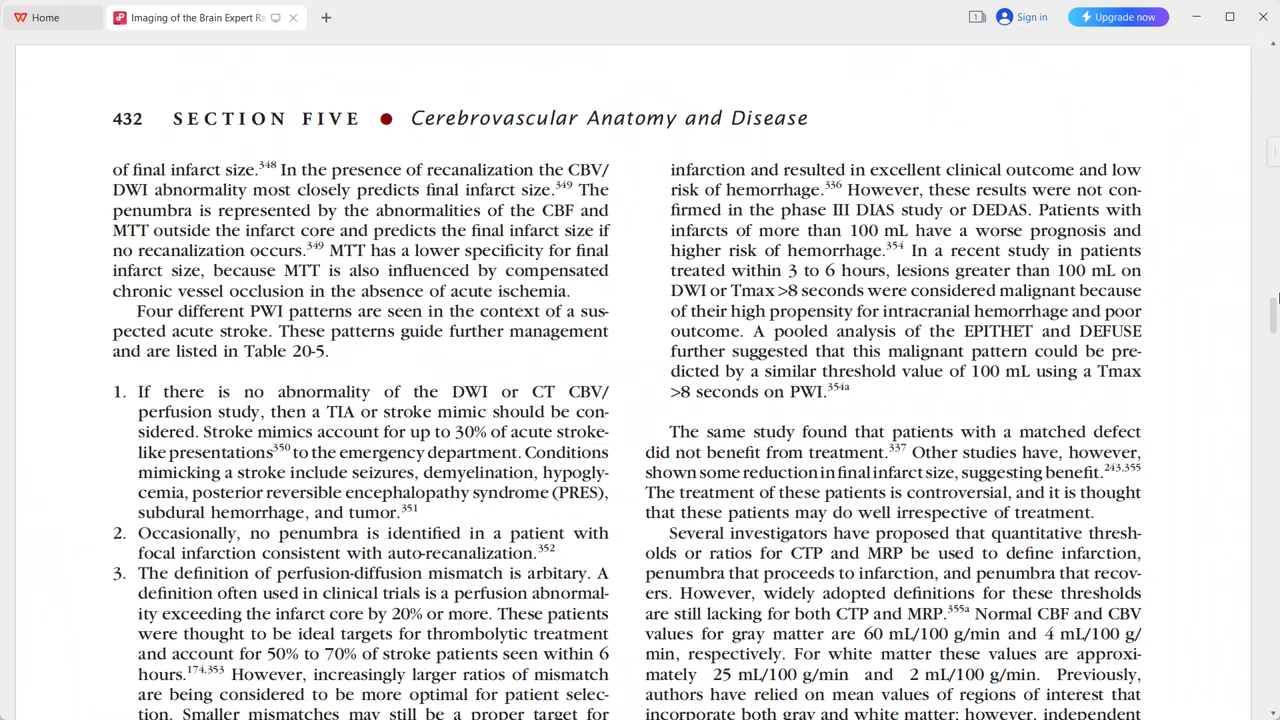 Home
Imaging of the Brain Expert Ra
Sign in
Upgrade now
432 SECTION FIVE ● Cerebrovascular Anatomy and Disease
of final infarct size.348 In the presence of recanalization the CBV/
DWI abnormality most closely predicts final infarct size.349 The
penumbra is represented by the abnormalities of the CBF and
MTT outside the infarct core and predicts the final infarct size if
no recanalization occurs.349 MTT has a lower specificity for final
infarct size, because MTT is also influenced by compensated
chronic vessel occlusion in the absence of acute ischemia.
Four different PWI patterns are seen in the context of a sus-
pected acute stroke. These patterns guide further management
and are listed in Table 20-5.
1. If there is no abnormality of the DWI or CT CBV/
perfusion study, then a TIA or stroke mimic should be con-
sidered. Stroke mimics account for up to 30% of acute stroke-
like presentations350 to the emergency department. Conditions
mimicking a stroke include seizures, demyelination, hypogly-
cemia, posterior reversible encephalopathy syndrome (PRES),
subdural hemorrhage, and tumor.351
2. Occasionally, no penumbra is identified in a patient with
focal infarction consistent with auto-recanalization.352
3. The definition of perfusion-diffusion mismatch is arbitary. A
definition often used in clinical trials is a perfusion abnormal-
ity exceeding the infarct core by 20% or more. These patients
were thought to be ideal targets for thrombolytic treatment
and account for 50% to 70% of stroke patients seen within 6
hours.174,353 However, increasingly larger ratios of mismatch
are being considered to be more optimal for patient selec-
tion. Smaller mismatches may still be a proper target for
infarction and resulted in excellent clinical outcome and low
risk of hemorrhage.336 However, these results were not con-
firmed in the phase III DIAS study or DEDAS. Patients with
infarcts of more than 100 mL have a worse prognosis and
higher risk of hemorrhage.354 In a recent study in patients
treated within 3 to 6 hours, lesions greater than 100 mL on
DWI or Tmax >8 seconds were considered malignant because
of their high propensity for intracranial hemorrhage and poor
outcome. A pooled analysis of the EPITHET and DEFUSE
further suggested that this malignant pattern could be pre-
dicted by a similar threshold value of 100 mL using a Tmax
>8 seconds on PWI.354a
The same study found that patients with a matched defect
did not benefit from treatment.337 Other studies have, however,
shown some reduction in final infarct size, suggesting benefit.243,355
The treatment of these patients is controversial, and it is thought
that these patients may do well irrespective of treatment.
Several investigators have proposed that quantitative thresh-
olds or ratios for CTP and MRP be used to define infarction,
penumbra that proceeds to infarction, and penumbra that recov-
ers. However, widely adopted definitions for these thresholds
are still lacking for both CTP and MRP.355a Normal CBF and CBV
values for gray matter are 60 mL/100 g/min and 4 mL/100 g/
min, respectively. For white matter these values are approxi-
mately 25 mL/100 g/min and 2 mL/100 g/min. Previously,
authors have relied on mean values of regions of interest that
incorporate both gray and white matter; however, independent